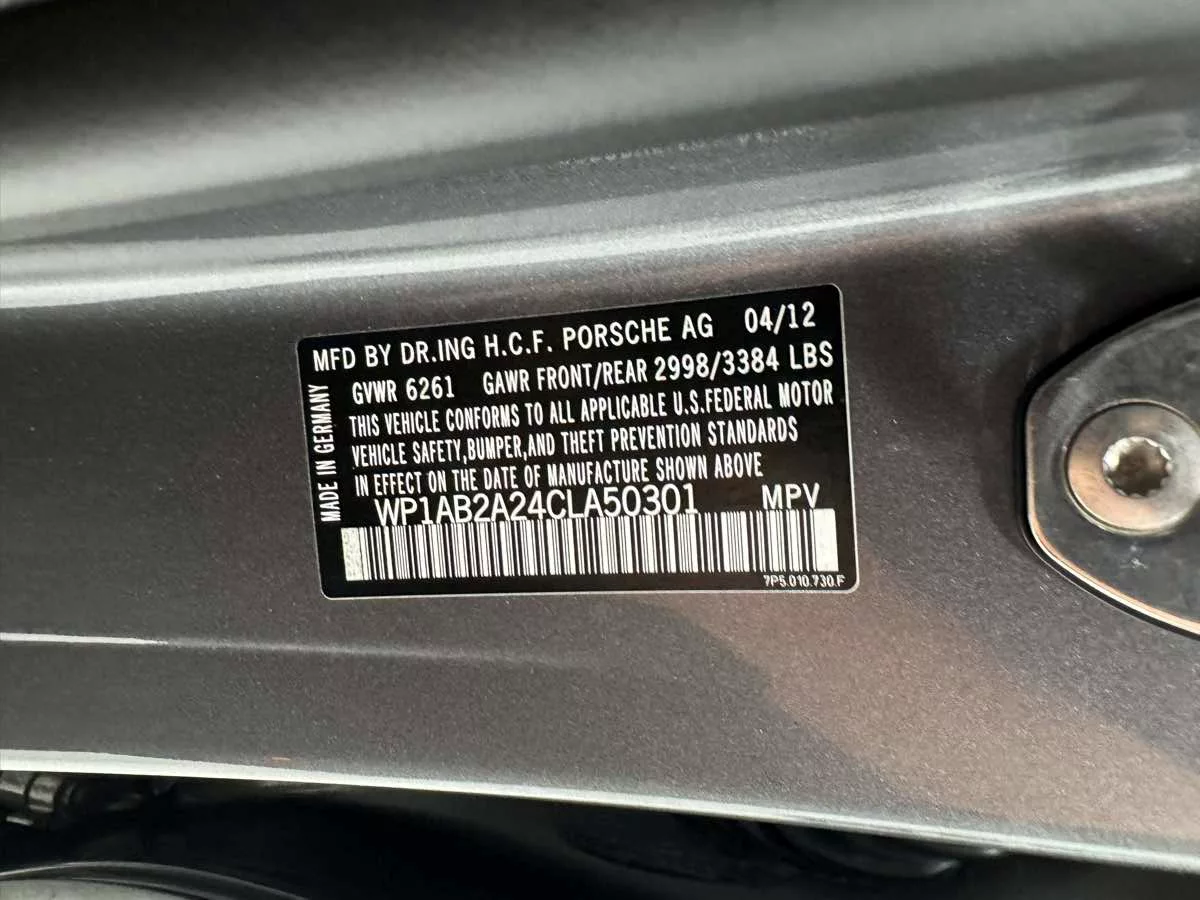 MFD BY DR.ING H.C.F. PORSCHE AG 04/12
GVWR 6261 GAWR FRONT/REAR 2998/3384 LBS
THIS VEHICLE CONFORMS TO ALL APPLICABLE U.S.FEDERAL MOTOR
VEHICLE SAFETY,BUMPER,AND THEFT PREVENTION STANDARDS
IN EFFECT ON THE DATE OF MANUFACTURE SHOWN ABOVE
MADE IN GERMANY
WP1AB2A24CLA50301 MPV
7P5.010.730.F